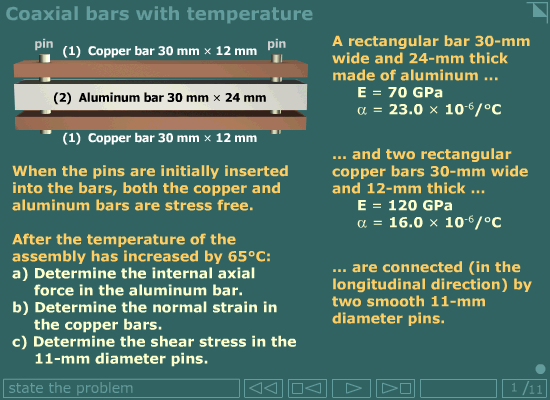 Coaxial bars with temperature
pin
(1) Copper bar 30 mm × 12 mm
pin
(2) Aluminum bar 30 mm × 24 mm
(1) Copper bar 30 mm × 12 mm
When the pins are initially inserted
into the bars, both the copper and
aluminum bars are stress free.
After the temperature of the
assembly has increased by 65°C:
a) Determine the internal axial
force in the aluminum bar.
b) Determine the normal strain in
the copper bars.
c) Determine the shear stress in the
11-mm diameter pins.
A rectangular bar 30-mm
wide and 24-mm thick
made of aluminum ...
E = 70 GPa
α = 23.0 × 10⁻⁶/°C
... and two rectangular
copper bars 30-mm wide
and 12-mm thick ...
E = 120 GPa
α = 16.0 × 10⁻⁶/°C
... are connected (in the
longitudinal direction) by
two smooth 11-mm
diameter pins.
state the problem
1 / 11